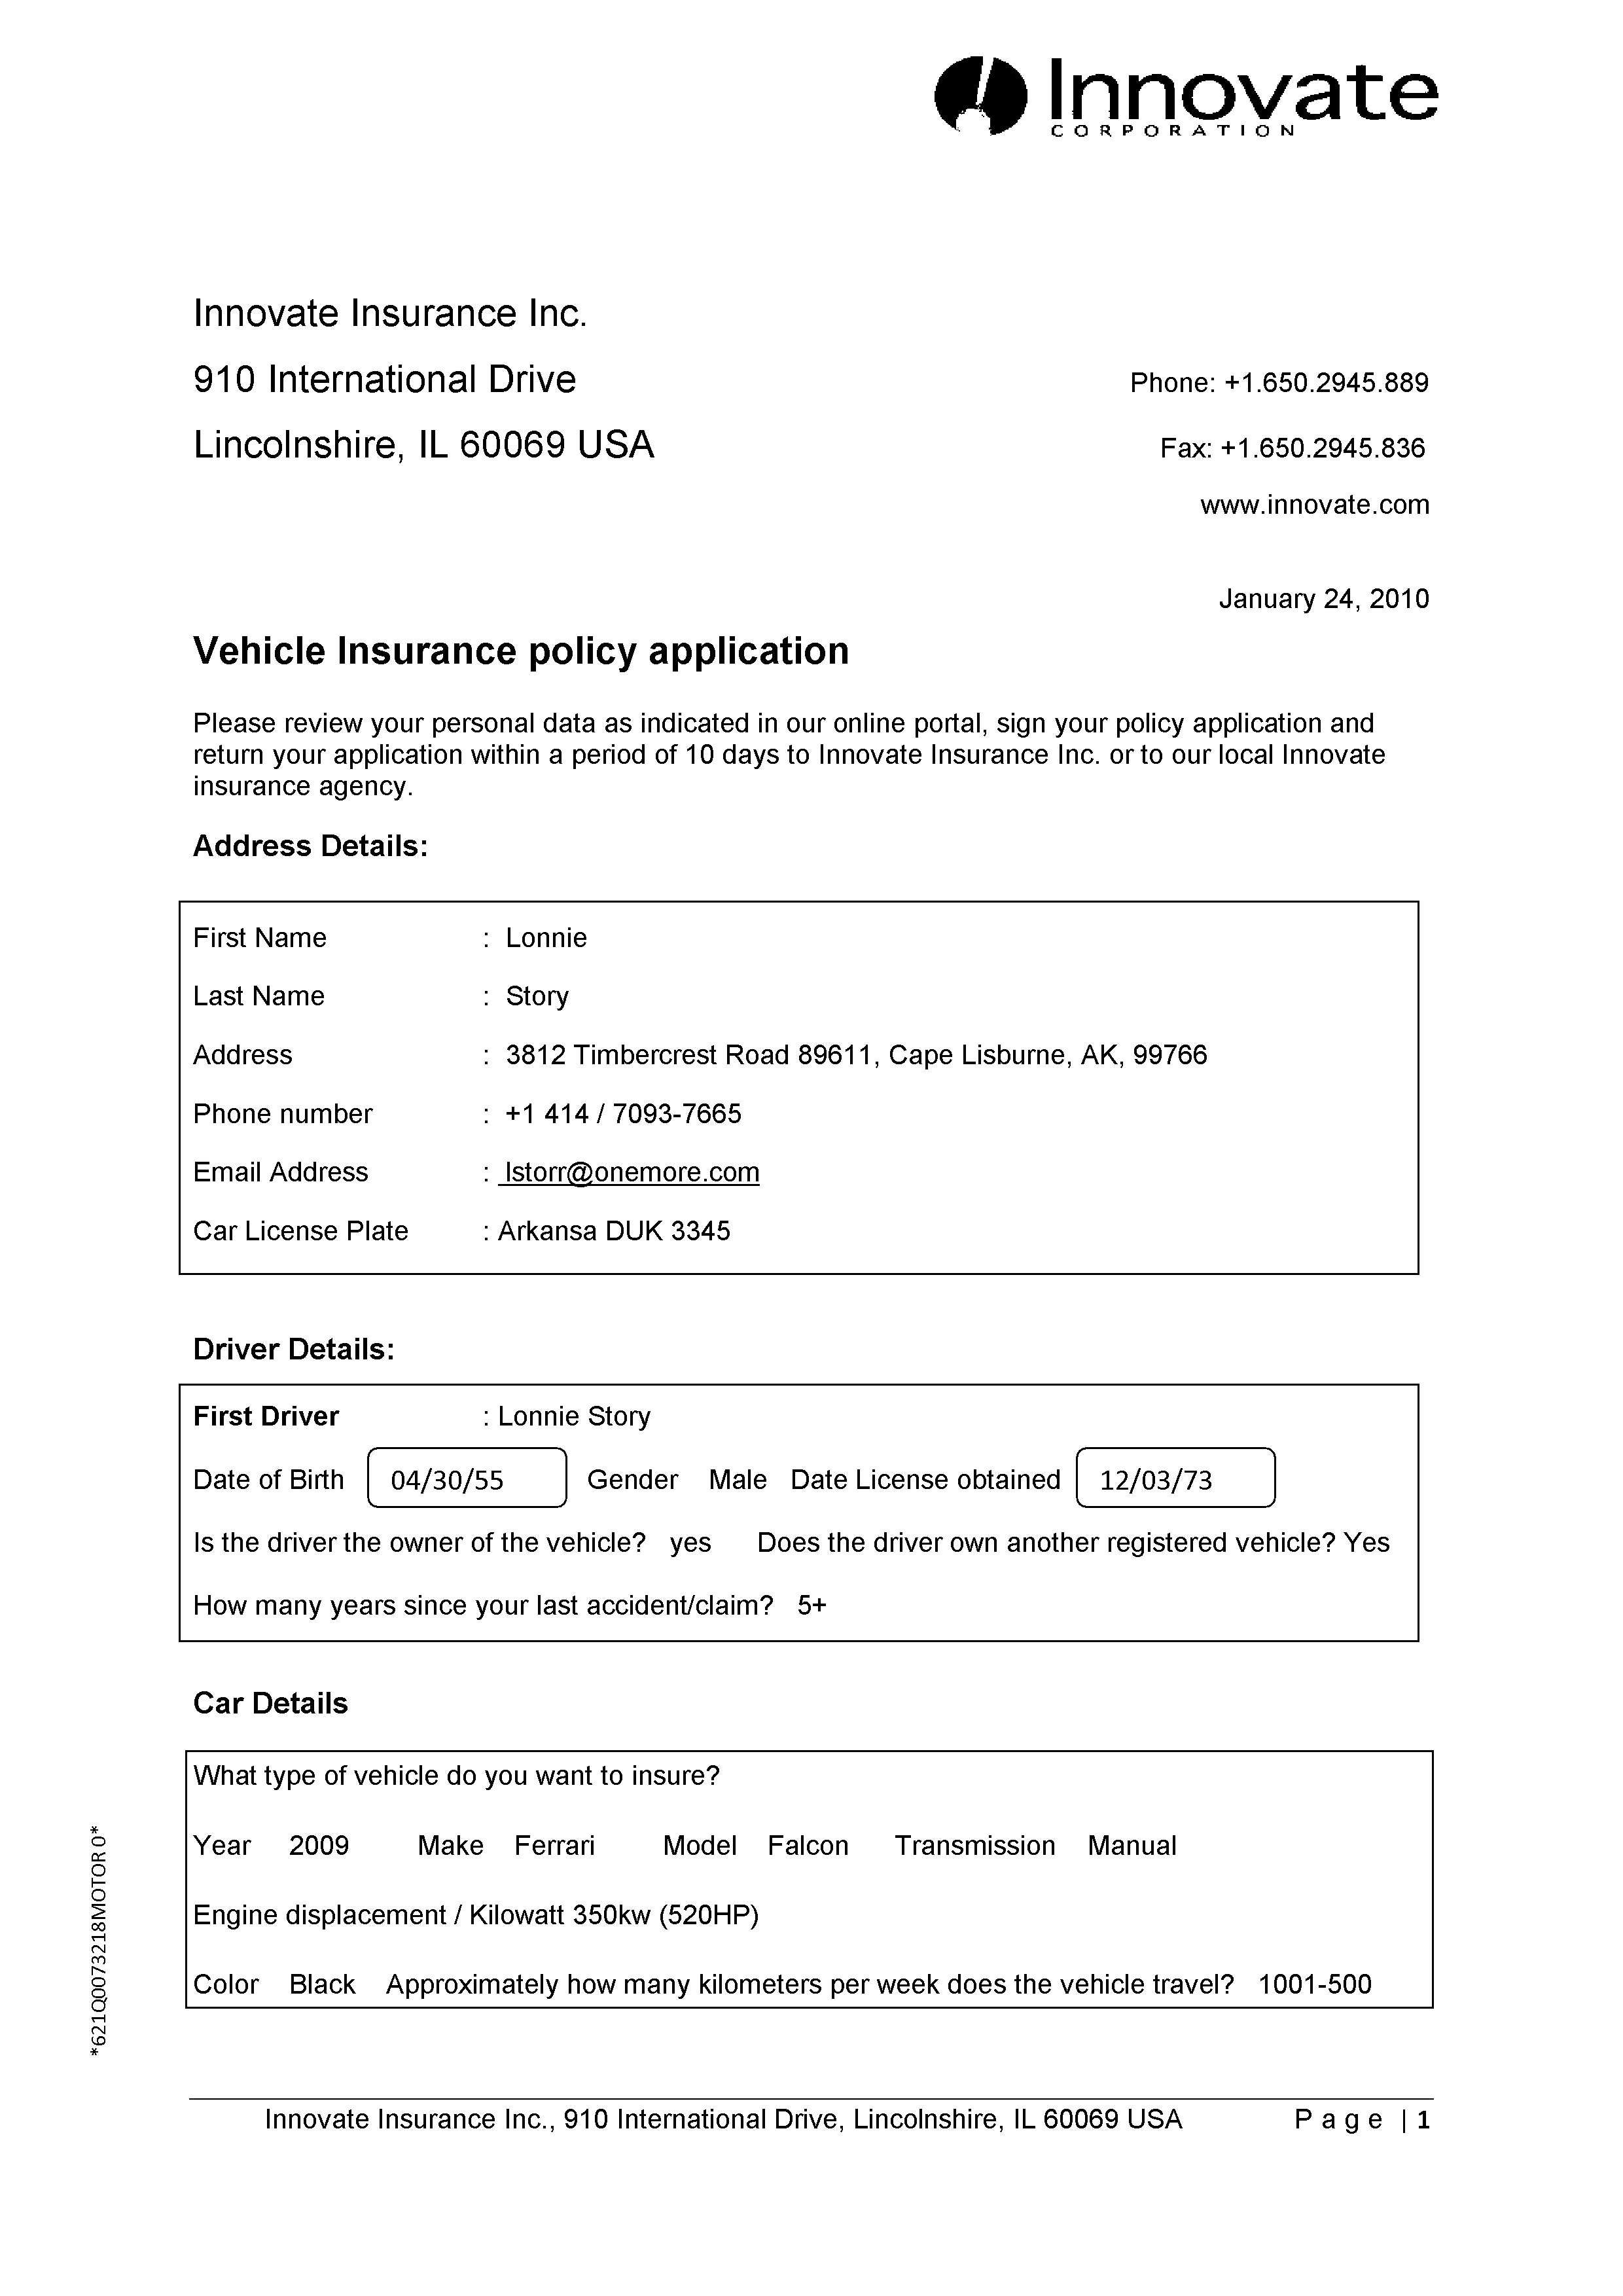 Innovate
CORPORATION
Innovate Insurance Inc.
910 International Drive
Phone: +1.650.2945.889
Lincolnshire, IL 60069 USA
Fax: +1.650.2945.836
www.innovate.com
January 24, 2010
Vehicle Insurance policy application
Please review your personal data as indicated in our online portal, sign your policy application and
return your application within a period of 10 days to Innovate Insurance Inc. or to our local Innovate
insurance agency.
Address Details:
First Name : Lonnie
Last Name : Story
Address : 3812 Timbercrest Road 89611, Cape Lisburne, AK, 99766
Phone number : +1 414 / 7093-7665
Email Address : lstorr@onemore.com
Car License Plate : Arkansa DUK 3345
Driver Details:
First Driver : Lonnie Story
Date of Birth 04/30/55 Gender Male Date License obtained 12/03/73
Is the driver the owner of the vehicle? yes Does the driver own another registered vehicle? Yes
How many years since your last accident/claim? 5+
Car Details
What type of vehicle do you want to insure?
Year 2009 Make Ferrari Model Falcon Transmission Manual
Engine displacement / Kilowatt 350kw (520HP)
Color Black Approximately how many kilometers per week does the vehicle travel? 1001-500
*621Q0073218MOTOR0*
Innovate Insurance Inc., 910 International Drive, Lincolnshire, IL 60069 USA Page | 1